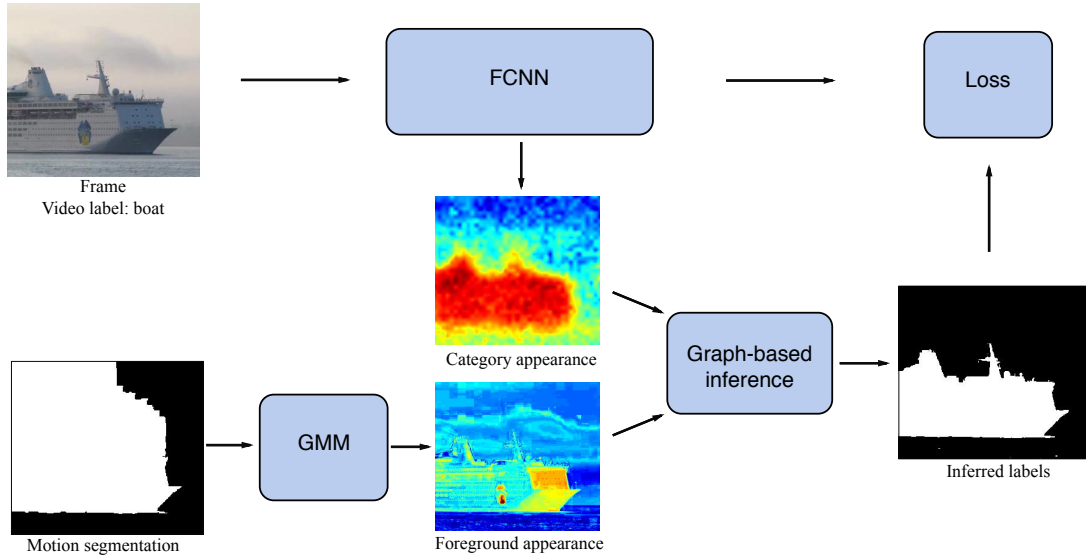 FCNN
Loss
Frame
Video label: boat
Category appearance
Graph-based
inference
GMM
Inferred labels
Motion segmentation
Foreground appearance